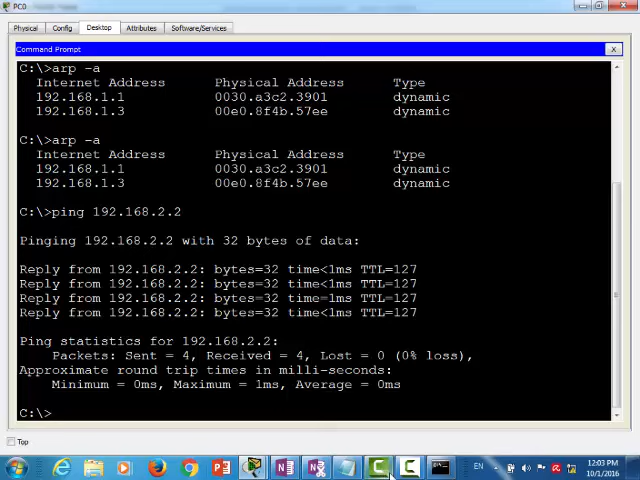 PC0
Physical Config Desktop Attributes Software/Services
Command Prompt X
C:\>arp -a
Internet Address Physical Address Type
192.168.1.1 0030.a3c2.3901 dynamic
192.168.1.3 00e0.8f4b.57ee dynamic
C:\>arp -a
Internet Address Physical Address Type
192.168.1.1 0030.a3c2.3901 dynamic
192.168.1.3 00e0.8f4b.57ee dynamic
C:\>ping 192.168.2.2
Pinging 192.168.2.2 with 32 bytes of data:
Reply from 192.168.2.2: bytes=32 time<1ms TTL=127
Reply from 192.168.2.2: bytes=32 time<1ms TTL=127
Reply from 192.168.2.2: bytes=32 time=1ms TTL=127
Reply from 192.168.2.2: bytes=32 time<1ms TTL=127
Ping statistics for 192.168.2.2:
Packets: Sent = 4, Received = 4, Lost = 0 (0% loss),
Approximate round trip times in milli-seconds:
Minimum = 0ms, Maximum = 1ms, Average = 0ms
C:\>
Top
EN 12:03 PM
10/1/2016